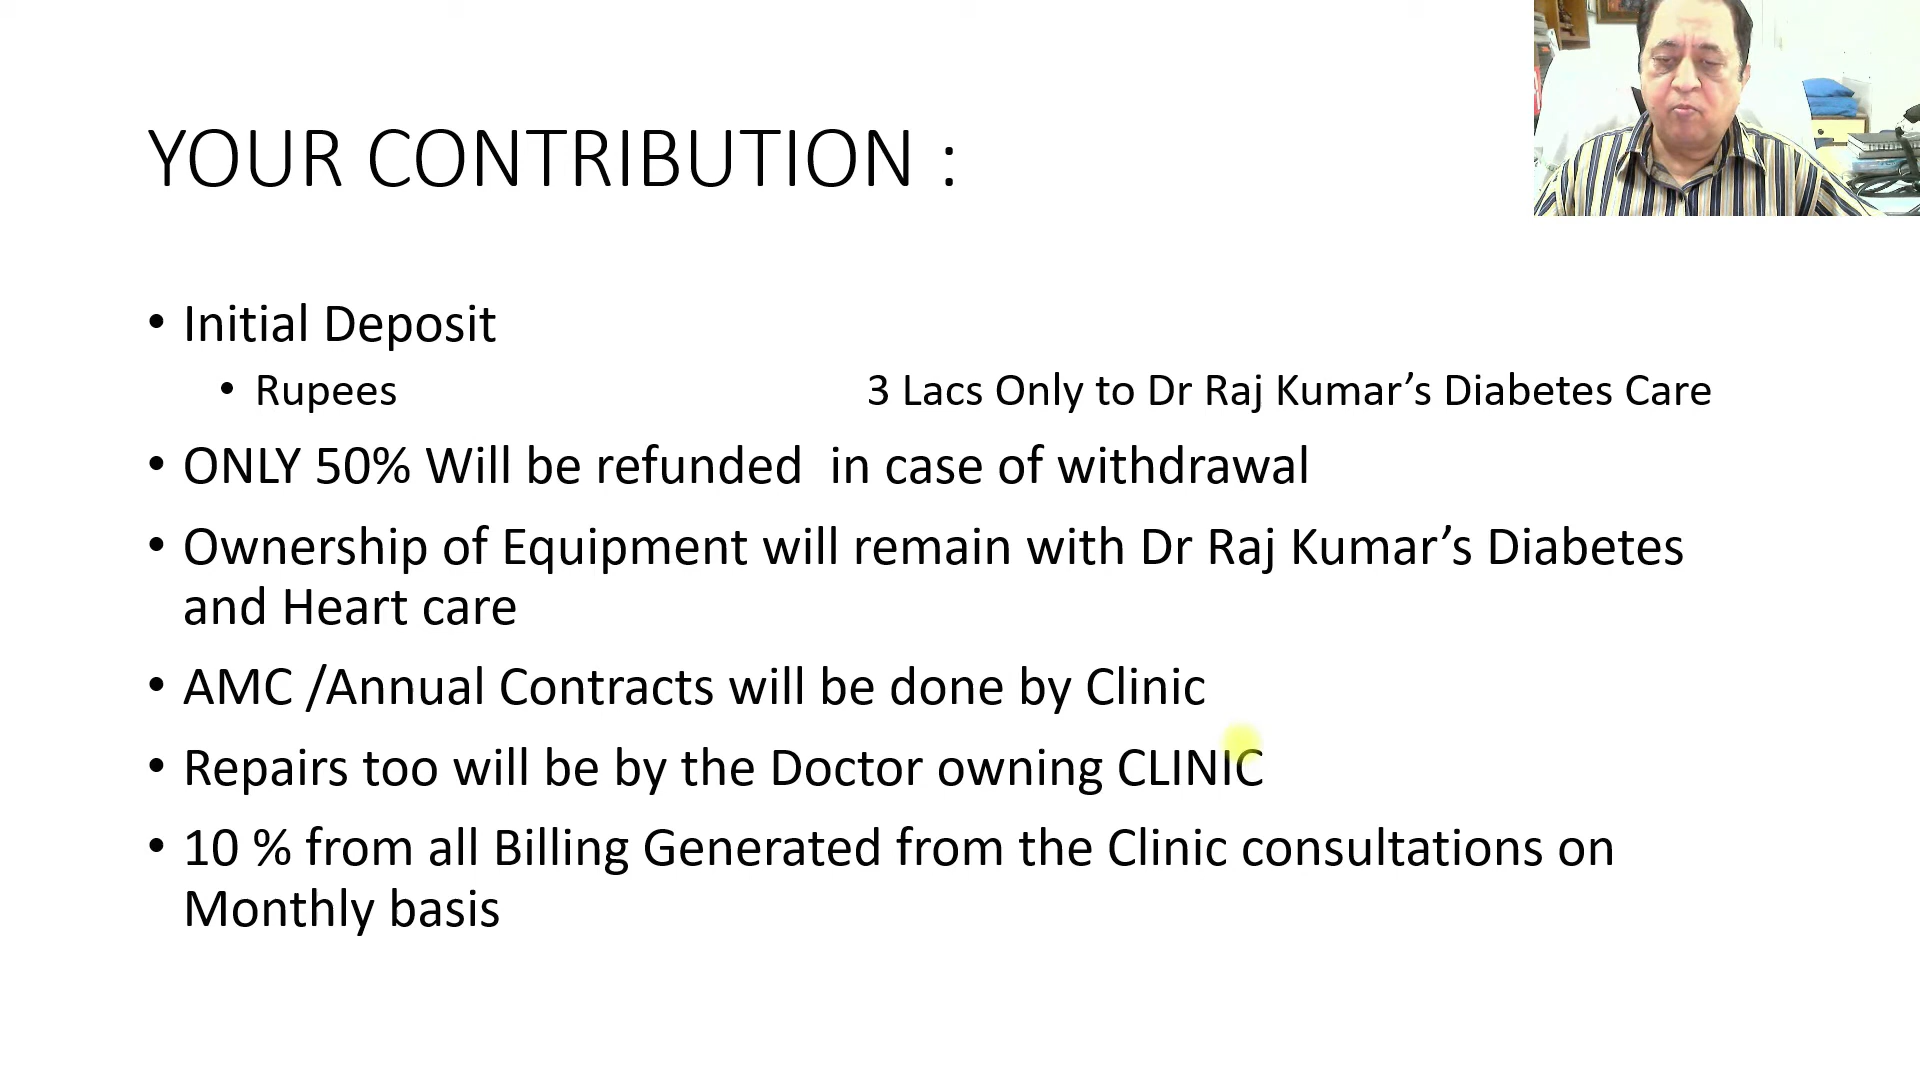 YOUR CONTRIBUTION :
• Initial Deposit
• Rupees 3 Lacs Only to Dr Raj Kumar’s Diabetes Care
• ONLY 50% Will be refunded in case of withdrawal
• Ownership of Equipment will remain with Dr Raj Kumar’s Diabetes
and Heart care
• AMC /Annual Contracts will be done by Clinic
• Repairs too will be by the Doctor owning CLINIC
• 10 % from all Billing Generated from the Clinic consultations on
Monthly basis